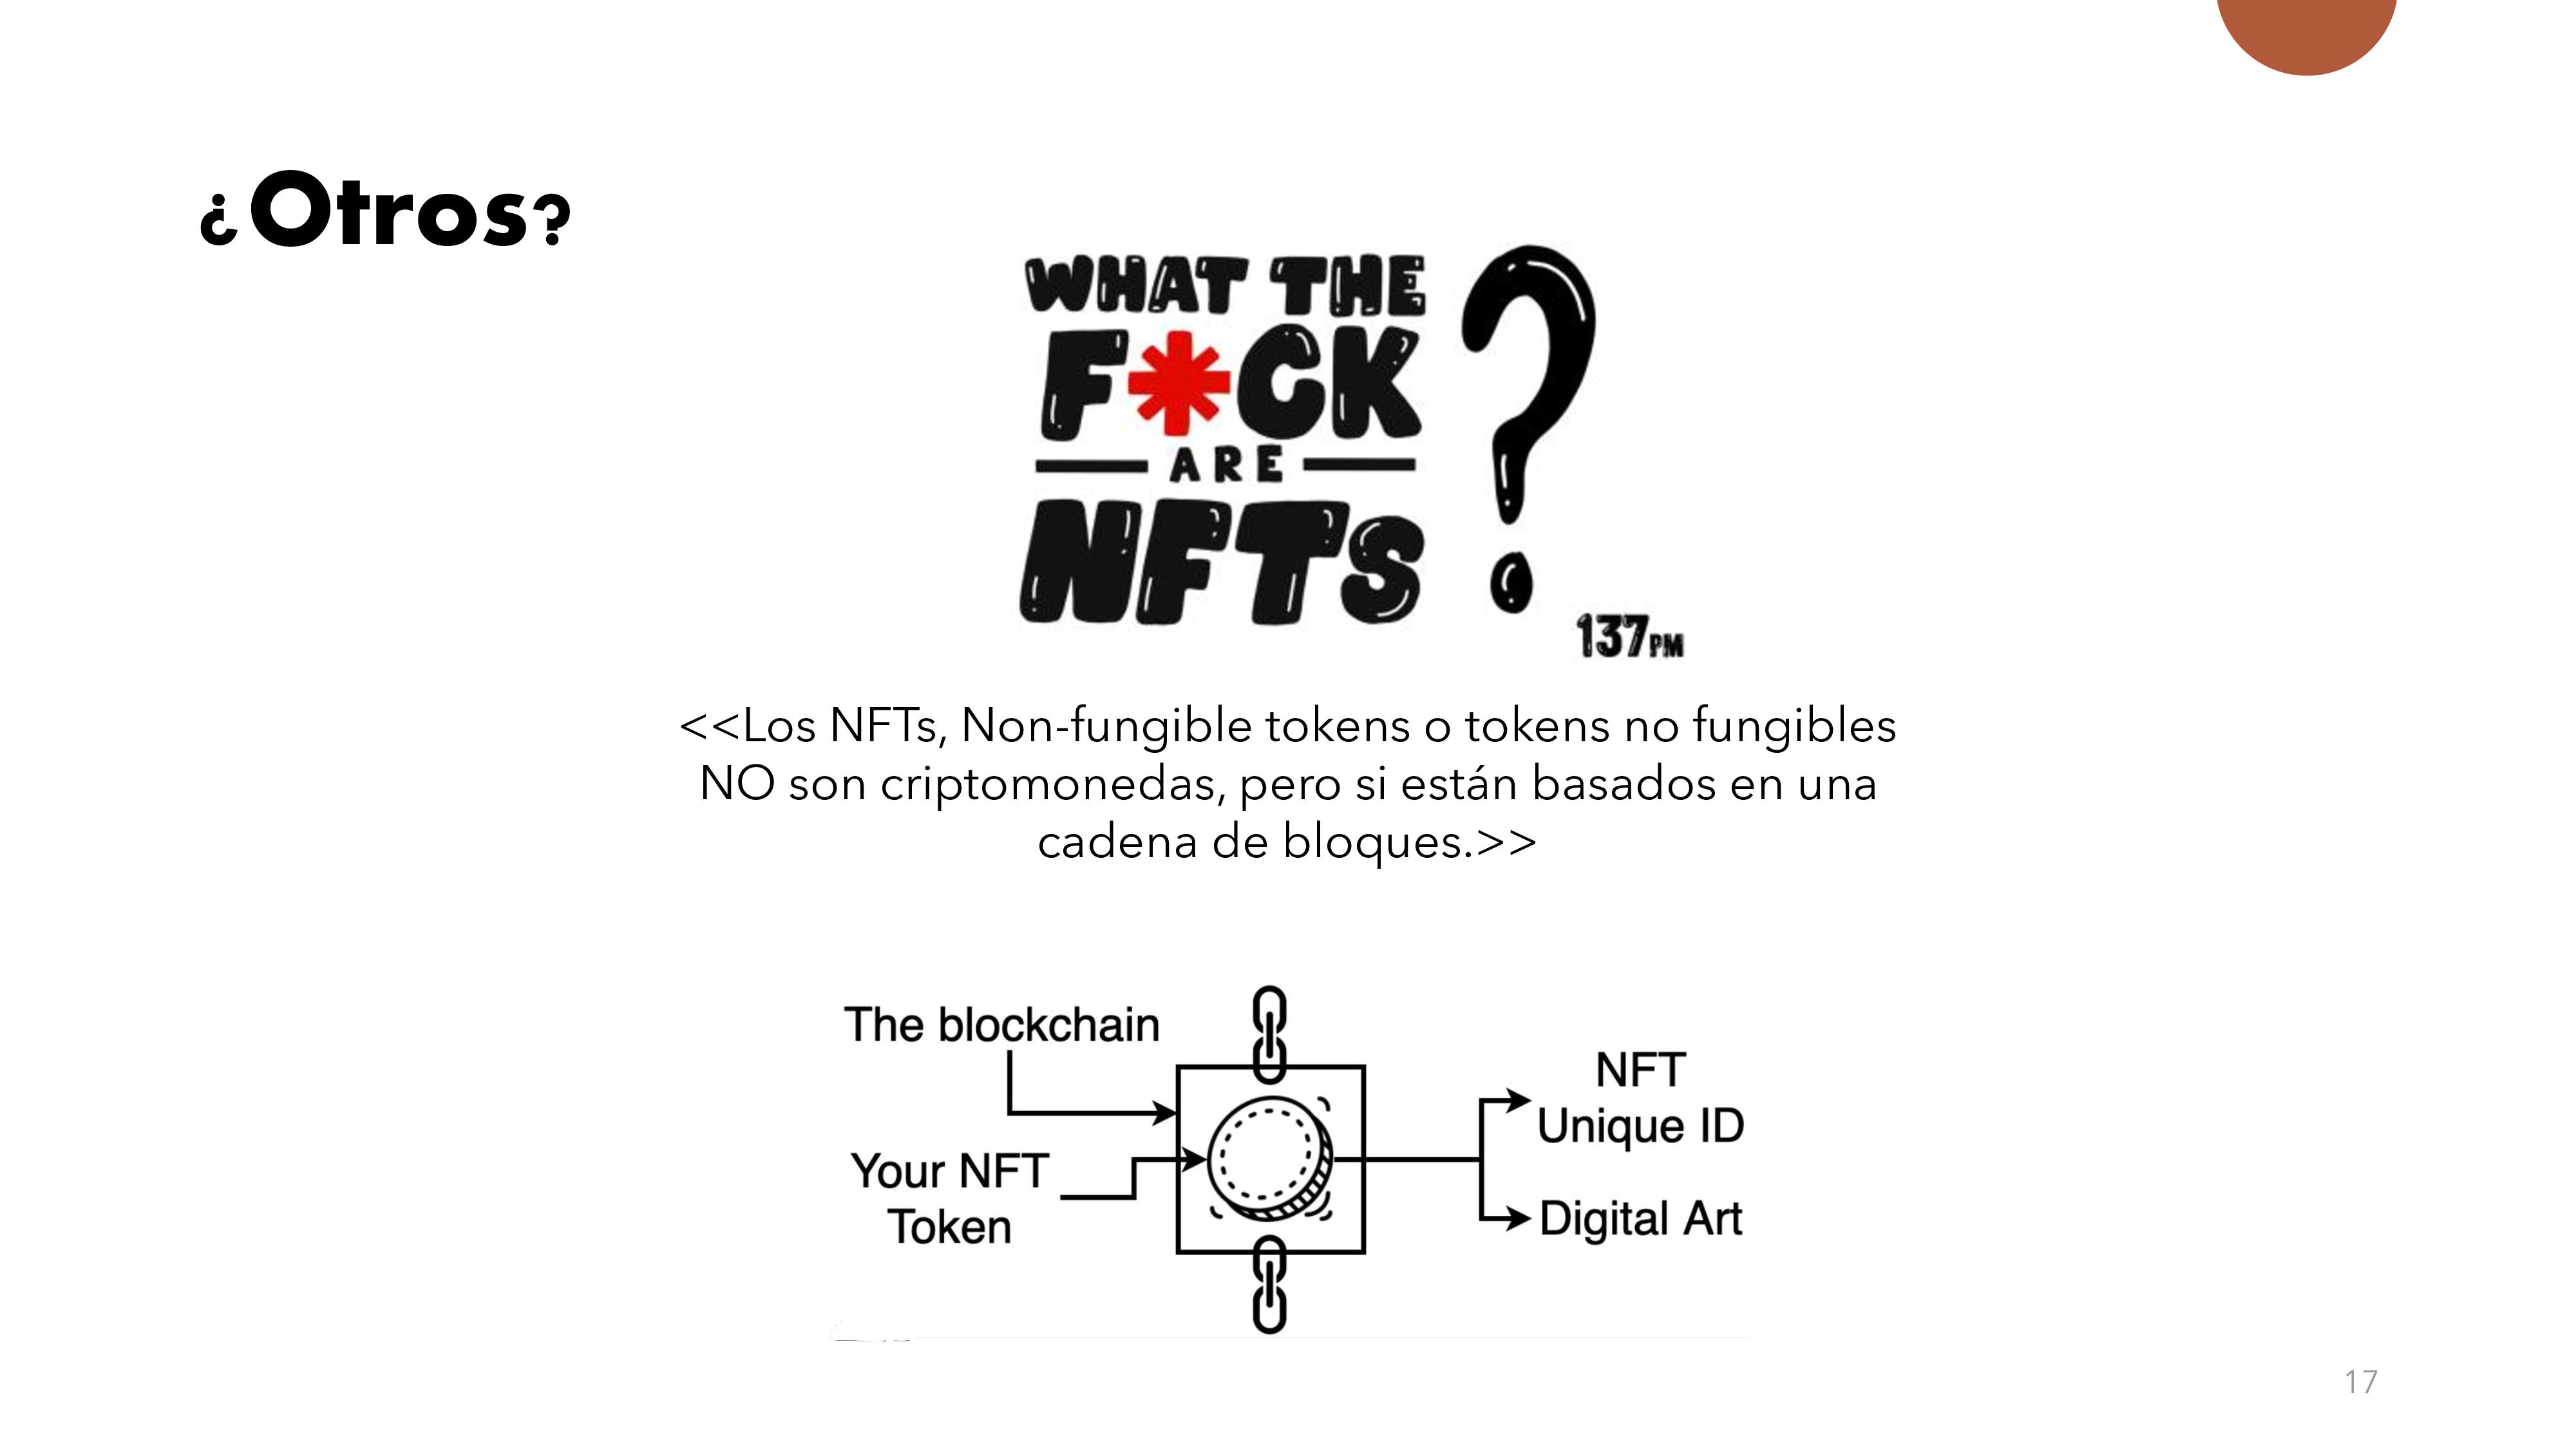 ¿Otros?
WHAT THE
F*CK
ARE
NFTS
?
137PM
<<Los NFTs, Non-fungible tokens o tokens no fungibles
NO son criptomonedas, pero si están basados en una
cadena de bloques.>>
The blockchain
Your NFT
Token
NFT
Unique ID
Digital Art
17